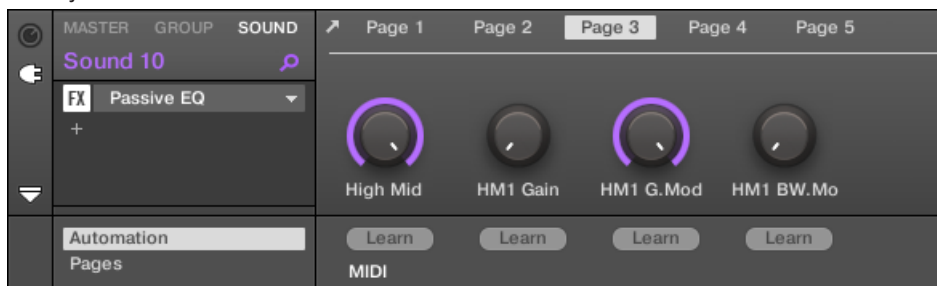 MASTER GROUP SOUND
Sound 10
FX Passive EQ
+
Automation
Pages
Page 1 Page 2 Page 3 Page 4 Page 5
High Mid HM1 Gain HM1 G.Mod HM1 BW.Mo
Learn Learn Learn Learn
MIDI